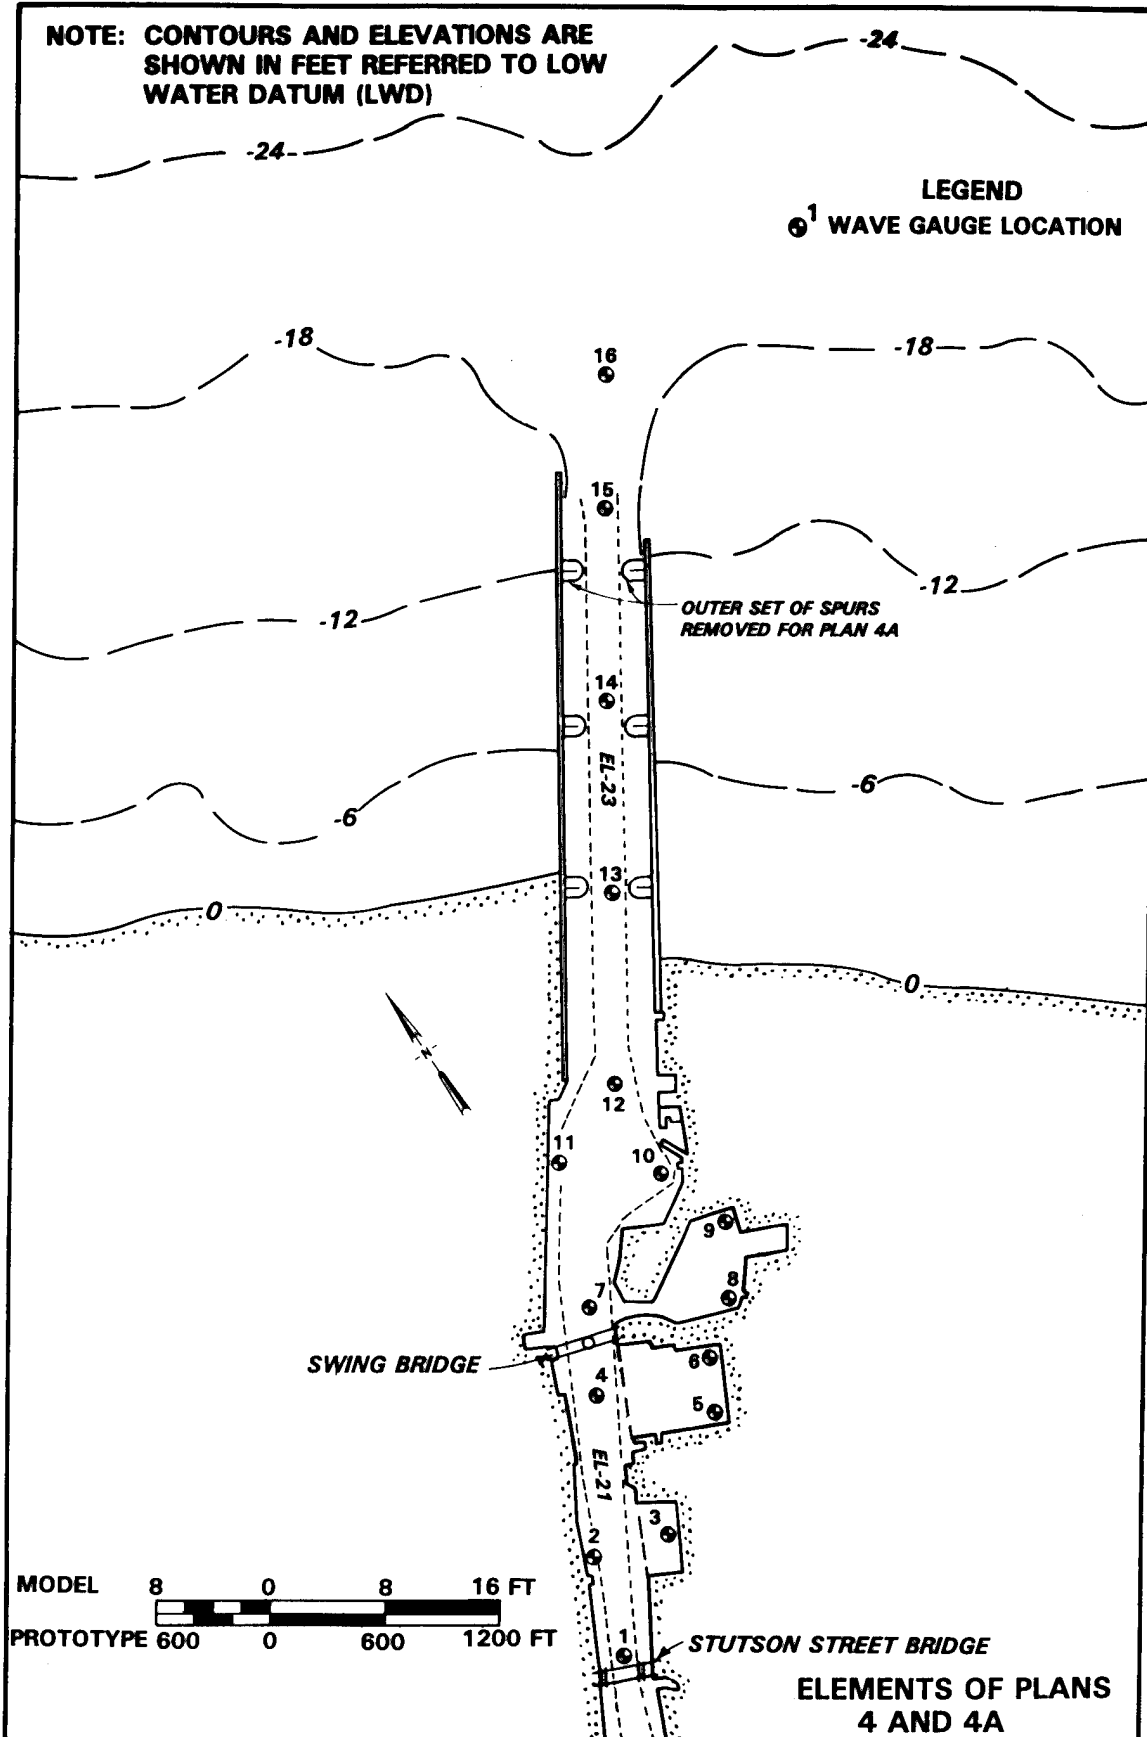 NOTE: CONTOURS AND ELEVATIONS ARE
SHOWN IN FEET REFERRED TO LOW
WATER DATUM (LWD)
-24
-24
LEGEND
1 WAVE GAUGE LOCATION
-18
-18
16
15
-12
-12
OUTER SET OF SPURS
REMOVED FOR PLAN 4A
14
EL-23
-6
-6
13
0
0
N
12
11
10
9
8
7
SWING BRIDGE
6
4
5
EL-21
3
2
MODEL 8 0 8 16 FT
PROTOTYPE 600 0 600 1200 FT
1
STUTSON STREET BRIDGE
ELEMENTS OF PLANS
4 AND 4A